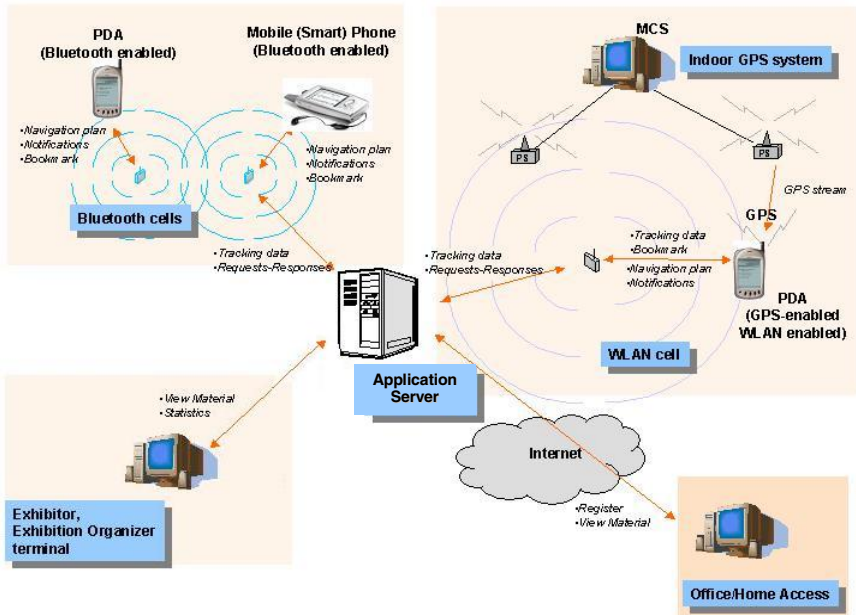 PDA
(Bluetooth enabled)
Mobile (Smart) Phone
(Bluetooth enabled)
•Navigation plan
•Notifications
•Bookmark
•Navigation plan
•Notifications
•Bookmark
Bluetooth cells
•Tracking data
•Requests-Responses
MCS
Indoor GPS system
PS
PS
GPS stream
GPS
•Tracking data
•Requests-Responses
•Tracking data
•Bookmark
•Navigation plan
•Notifications
PDA
(GPS-enabled
WLAN enabled)
WLAN cell
Application
Server
•View Material
•Statistics
Exhibitor,
Exhibition Organizer
terminal
Internet
•Register
•View Material
Office/Home Access